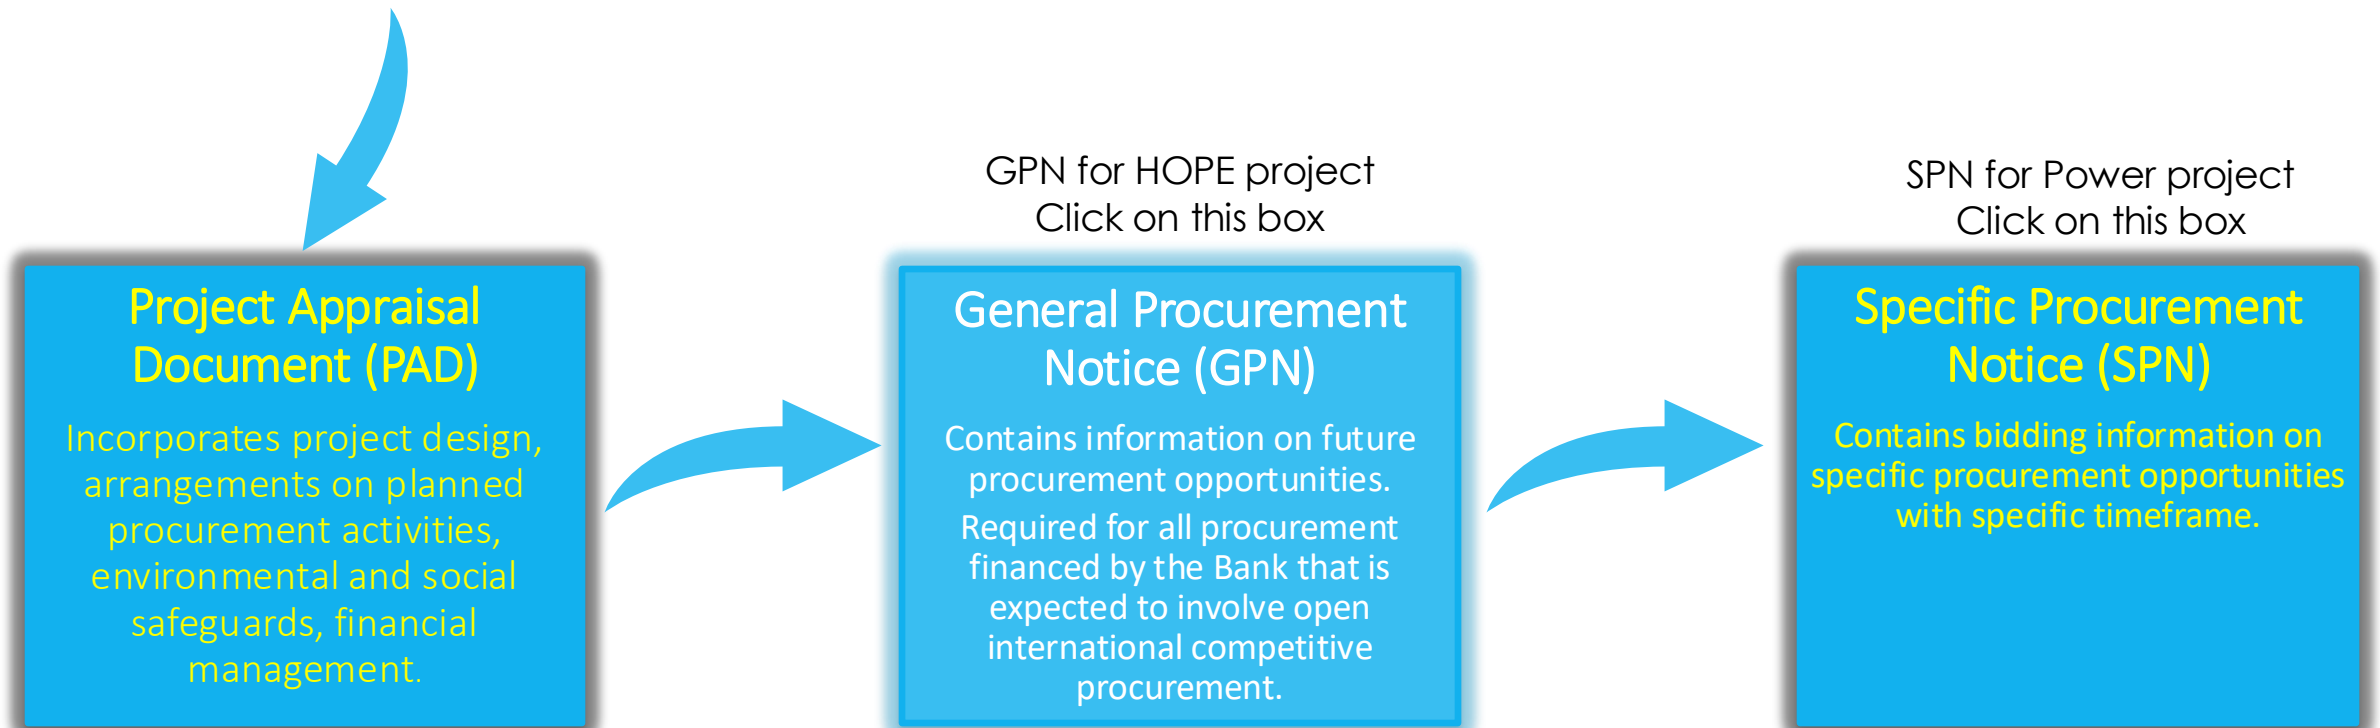 Project Appraisal
Document (PAD)
Incorporates project design,
arrangements on planned
procurement activities,
environmental and social
safeguards, financial
management.
GPN for HOPE project
Click on this box
General Procurement
Notice (GPN)
Contains information on future
procurement opportunities.
Required for all procurement
financed by the Bank that is
expected to involve open
international competitive
procurement.
SPN for Power project
Click on this box
Specific Procurement
Notice (SPN)
Contains bidding information on
specific procurement opportunities
with specific timeframe.